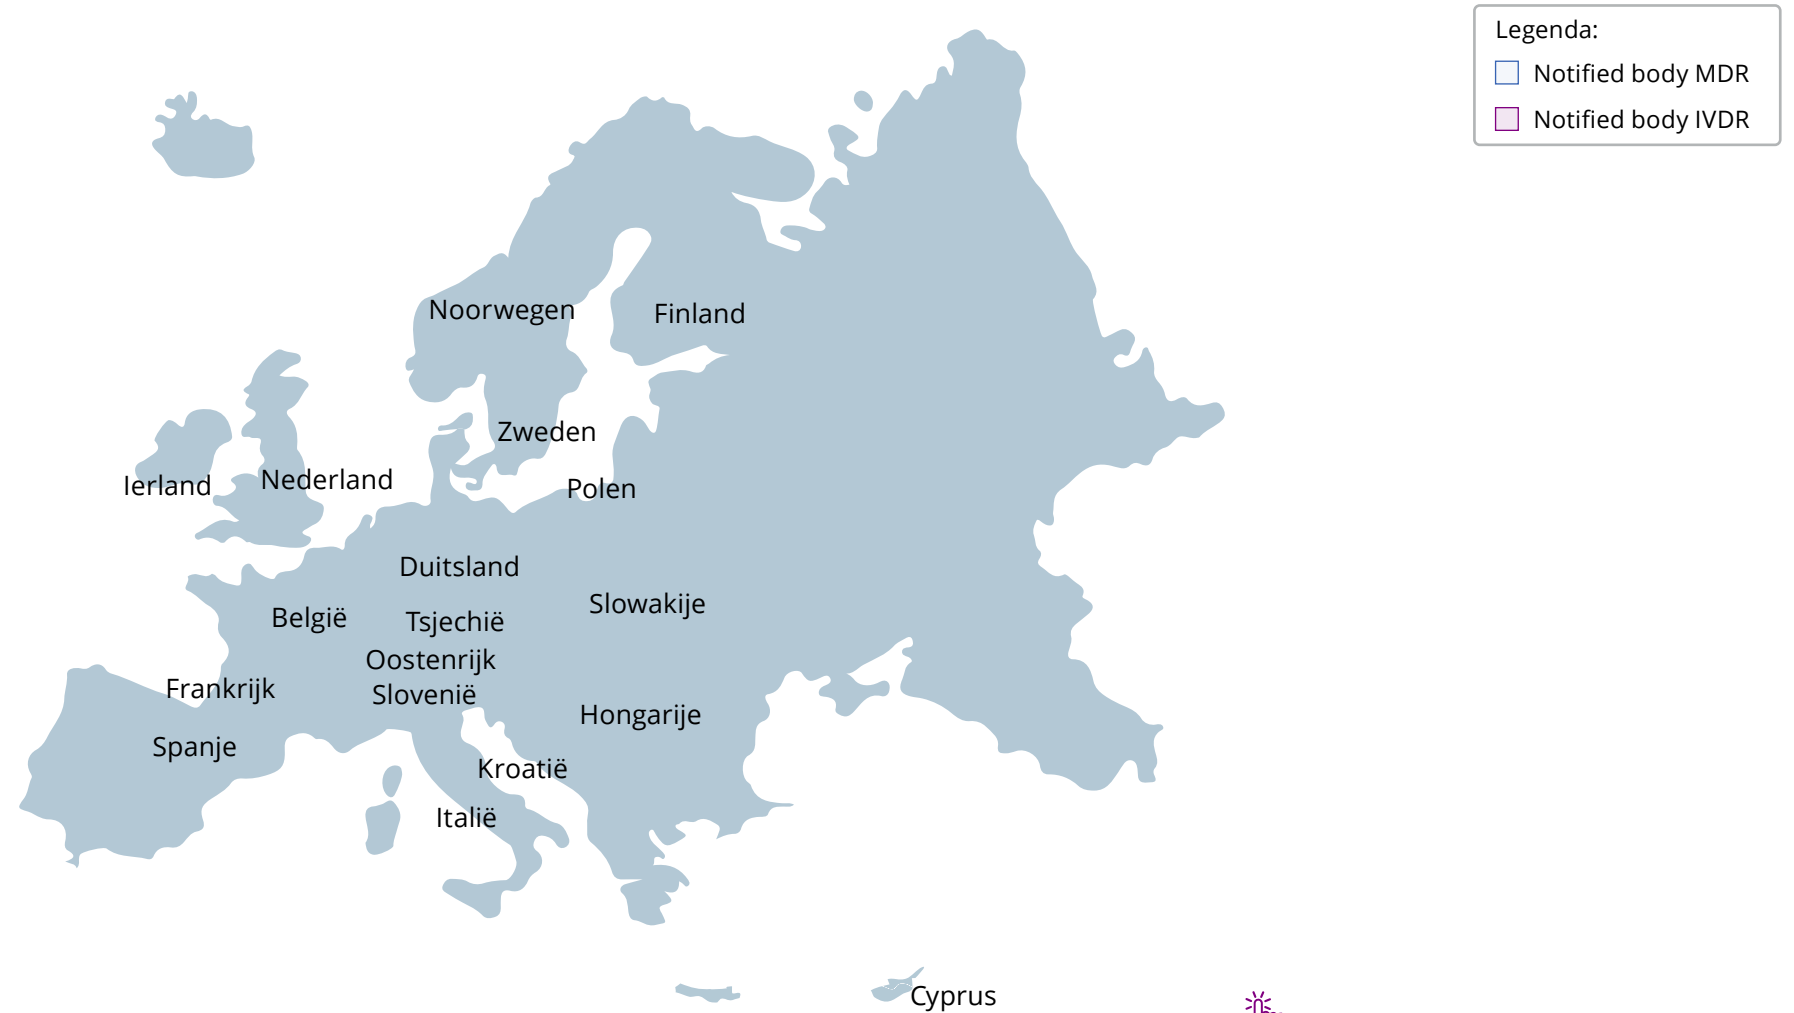 Legenda:
Notified body MDR
Notified body IVDR
Noorwegen
Finland
Zweden
Ierland
Nederland
Polen
Duitsland
België
Tsjechië
Slowakije
Oostenrijk
Frankrijk
Slovenië
Hongarije
Spanje
Kroatië
Italië
Cyprus